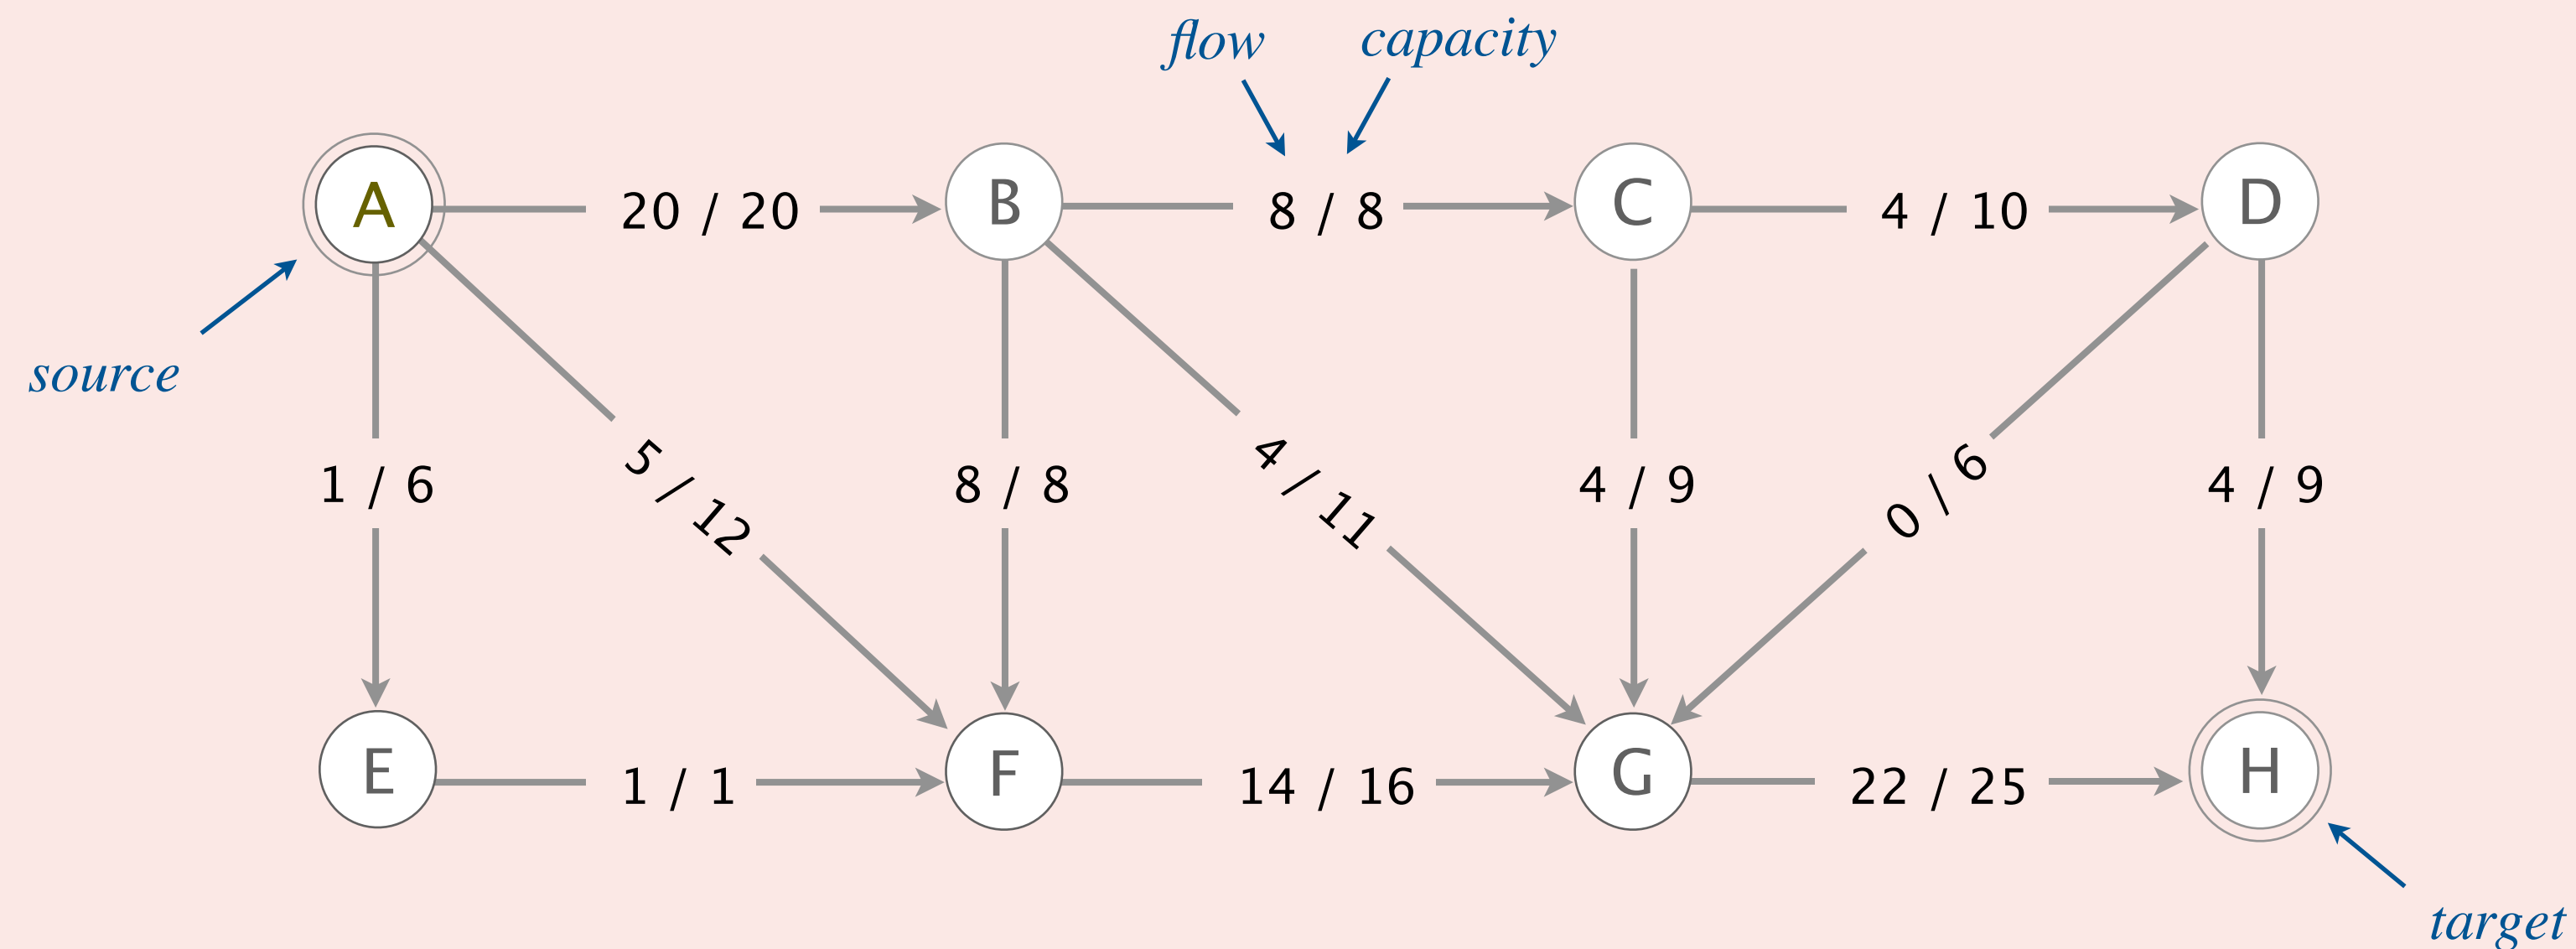 flow
capacity
A
20 / 20
B
8 / 8
C
4 / 10
D
source
1 / 6
5 / 12
8 / 8
4 / 11
4 / 9
0 / 6
4 / 9
E
1 / 1
F
14 / 16
G
22 / 25
H
target